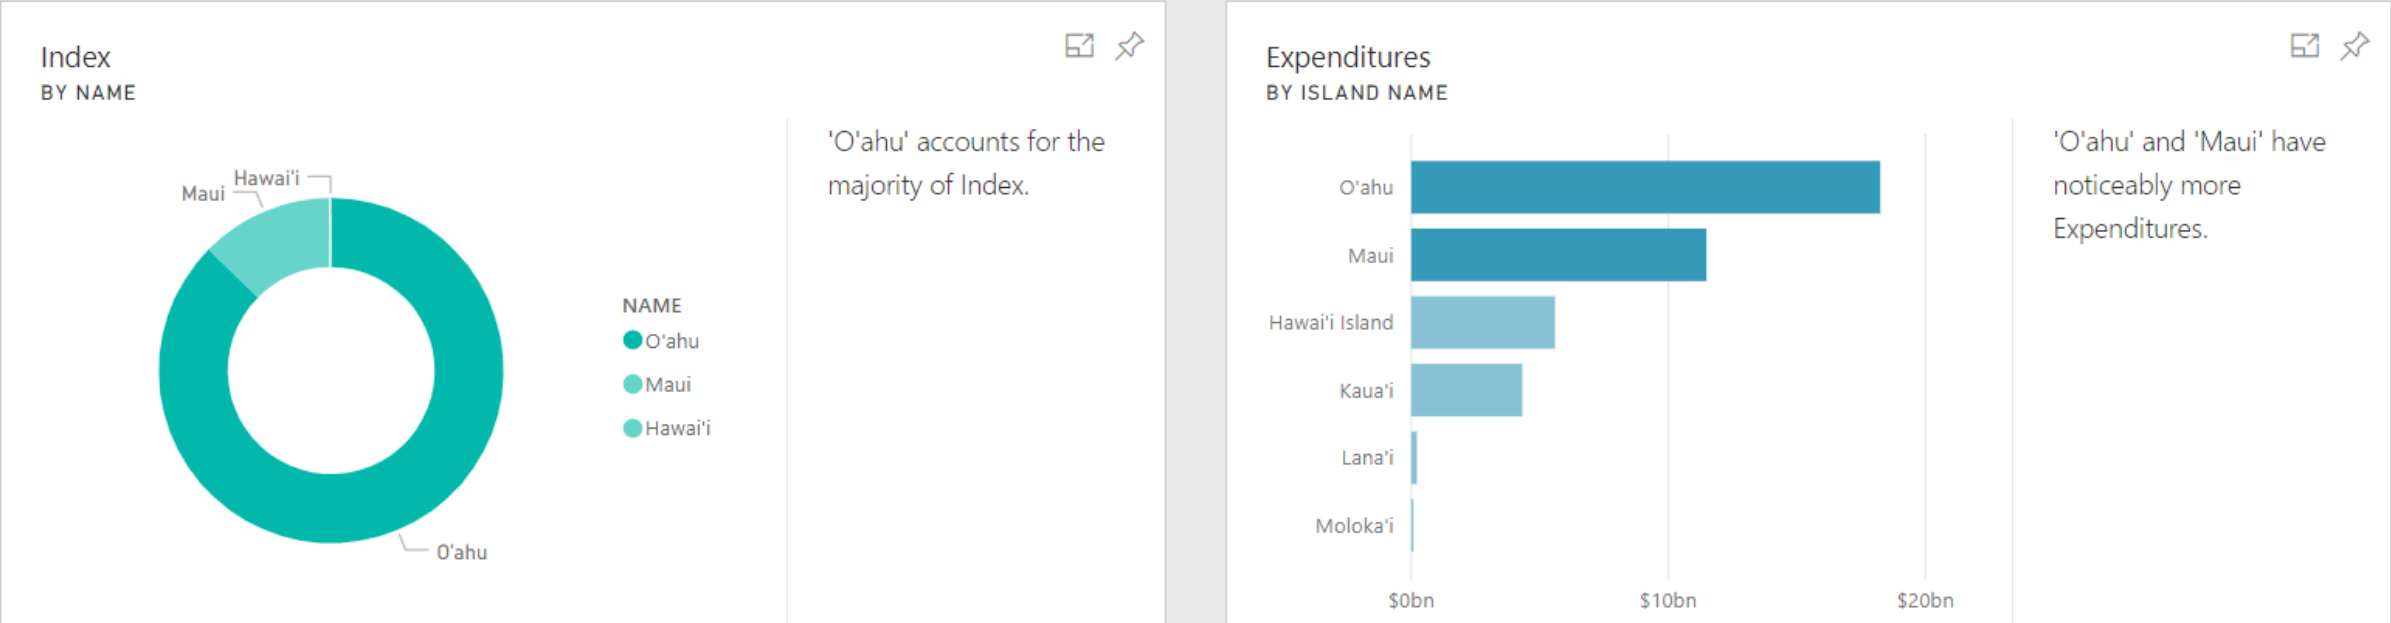 Index
BY NAME
Hawai'i
Maui
O'ahu
NAME
O'ahu
Maui
Hawai'i
'O'ahu' accounts for the
majority of Index.
Expenditures
BY ISLAND NAME
O'ahu
Maui
Hawai'i Island
Kaua'i
Lana'i
Moloka'i
$0bn $10bn $20bn
'O'ahu' and 'Maui' have
noticeably more
Expenditures.